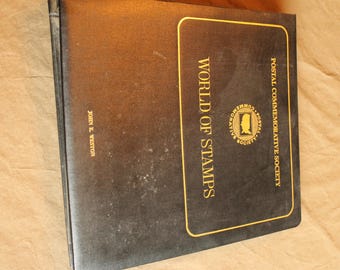 POSTAL COMMEMORATIVE SOCIETY
WORLD OF STAMPS
JOHN E. WESTON